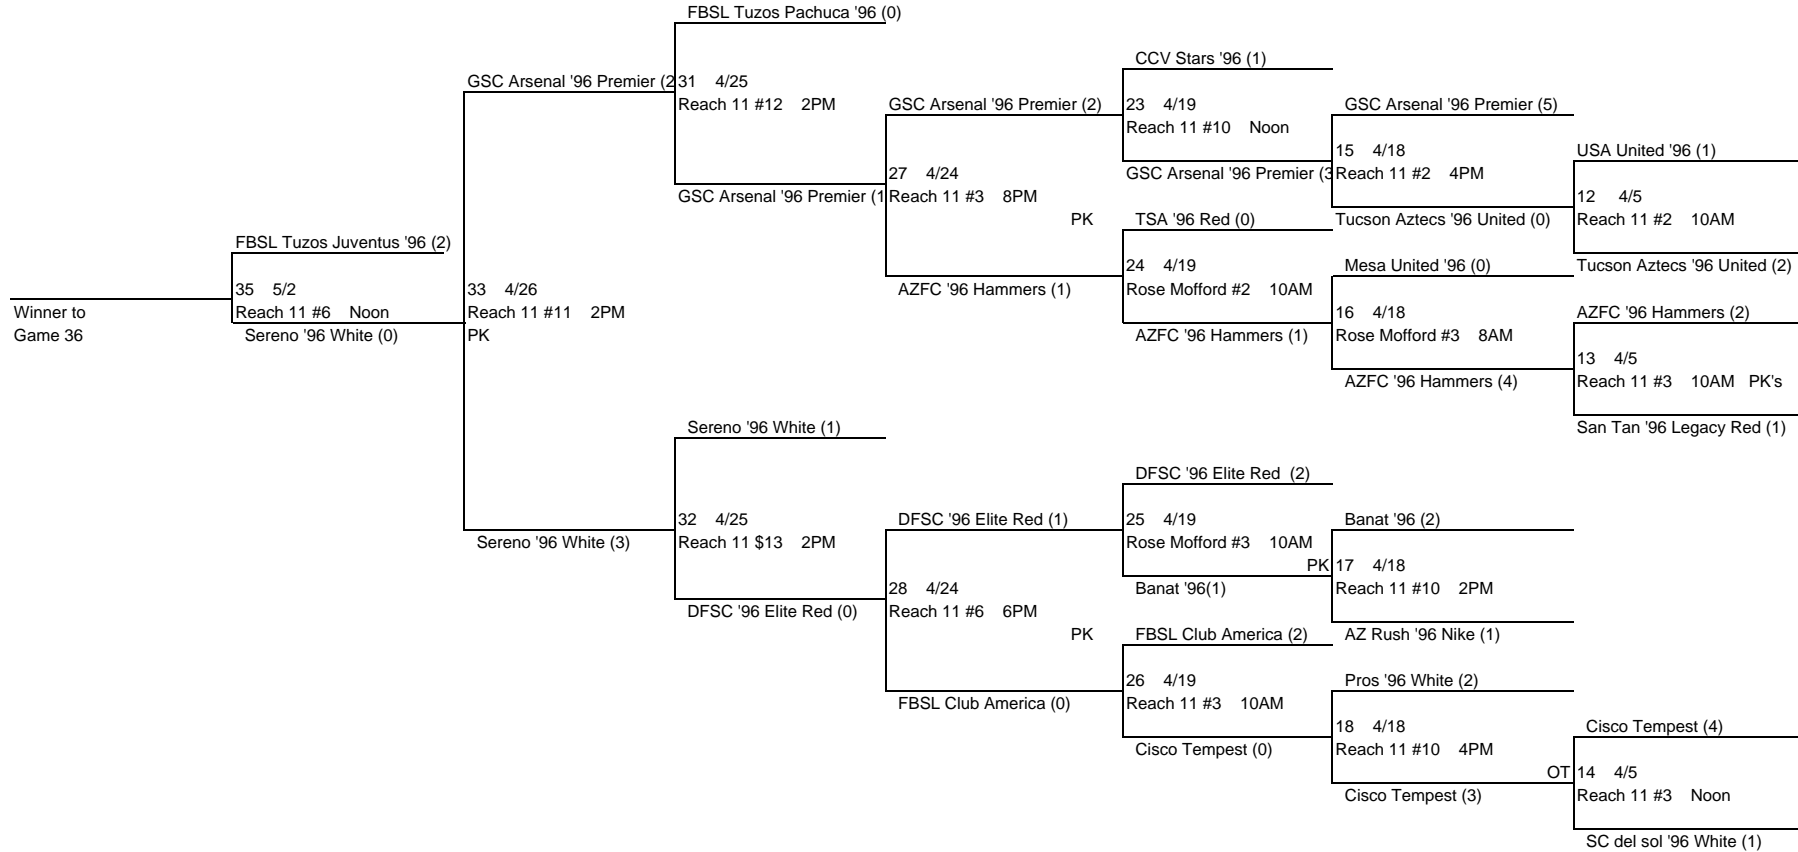 FBSL Tuzos Pachuca '96 (0)
CCV Stars '96 (1)
GSC Arsenal '96 Premier (2
31 4/25
Reach 11 #12 2PM
GSC Arsenal '96 Premier (2)
23 4/19
Reach 11 #10 Noon
GSC Arsenal '96 Premier (5)
15 4/18
Reach 11 #2 4PM
USA United '96 (1)
27 4/24
Reach 11 #3 8PM
PK
GSC Arsenal '96 Premier (3
GSC Arsenal '96 Premier (1
12 4/5
Reach 11 #2 10AM
TSA '96 Red (0)
Tucson Aztecs '96 United (0)
FBSL Tuzos Juventus '96 (2)
24 4/19
Rose Mofford #2 10AM
Mesa United '96 (0)
Tucson Aztecs '96 United (2)
35 5/2
Reach 11 #6 Noon
33 4/26
Reach 11 #11 2PM
PK
AZFC '96 Hammers (1)
Winner to
Game 36
16 4/18
Rose Mofford #3 8AM
AZFC '96 Hammers (2)
Sereno '96 White (0)
AZFC '96 Hammers (1)
13 4/5
Reach 11 #3 10AM PK's
AZFC '96 Hammers (4)
Sereno '96 White (1)
San Tan '96 Legacy Red (1)
DFSC '96 Elite Red (2)
32 4/25
Reach 11 $13 2PM
DFSC '96 Elite Red (1)
25 4/19
Rose Mofford #3 10AM
Banat '96 (2)
Sereno '96 White (3)
PK
17 4/18
Reach 11 #10 2PM
28 4/24
Reach 11 #6 6PM
PK
Banat '96(1)
DFSC '96 Elite Red (0)
FBSL Club America (2)
AZ Rush '96 Nike (1)
26 4/19
Reach 11 #3 10AM
Pros '96 White (2)
FBSL Club America (0)
18 4/18
Reach 11 #10 4PM
Cisco Tempest (4)
Cisco Tempest (0)
OT
14 4/5
Reach 11 #3 Noon
Cisco Tempest (3)
SC del sol '96 White (1)